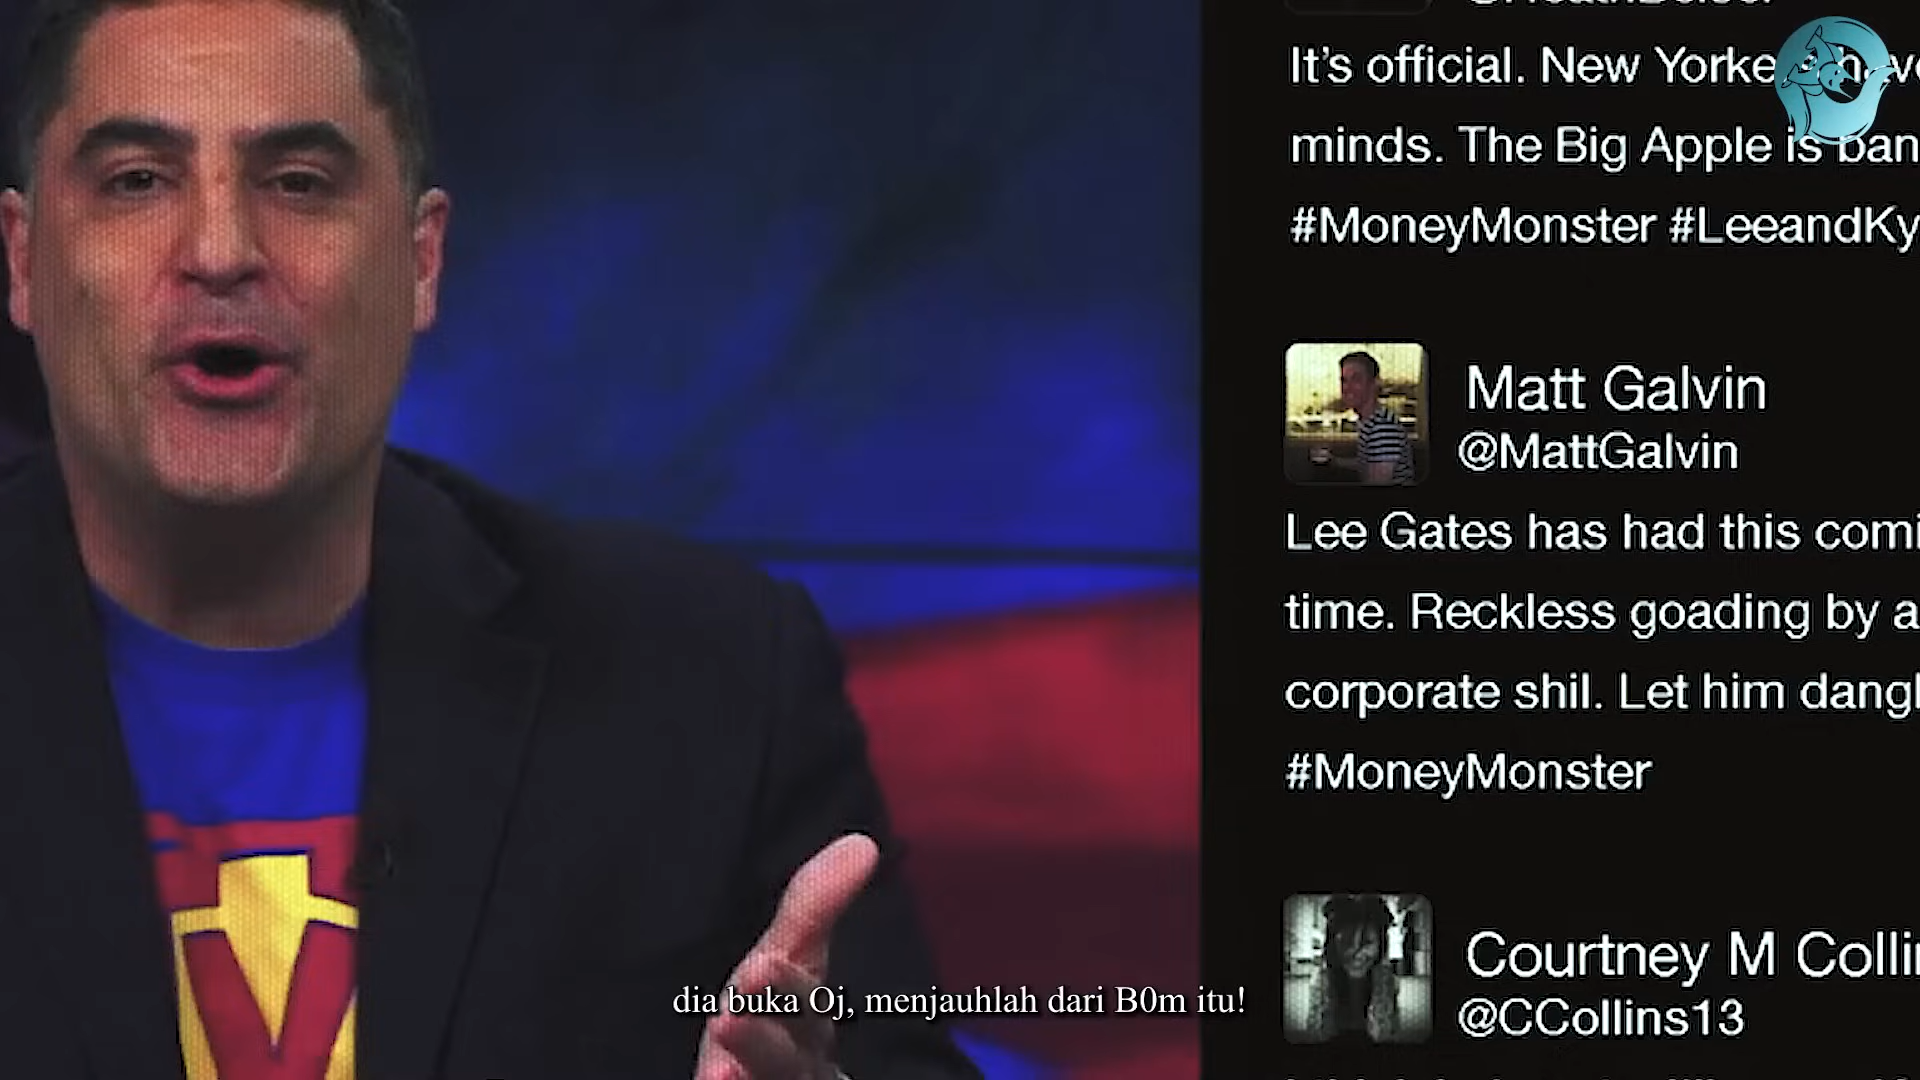 It's official. New Yorke
minds. The Big Apple is
#MoneyMonster #LeeandKy
Matt Galvin
@MattGalvin
Lee Gates has had this comi
time. Reckless goading by a
corporate shil. Let him dangl
#MoneyMonster
Courtney M Collin
@CCollins13
dia buka Oj, menjauhlah dari B0m itu!